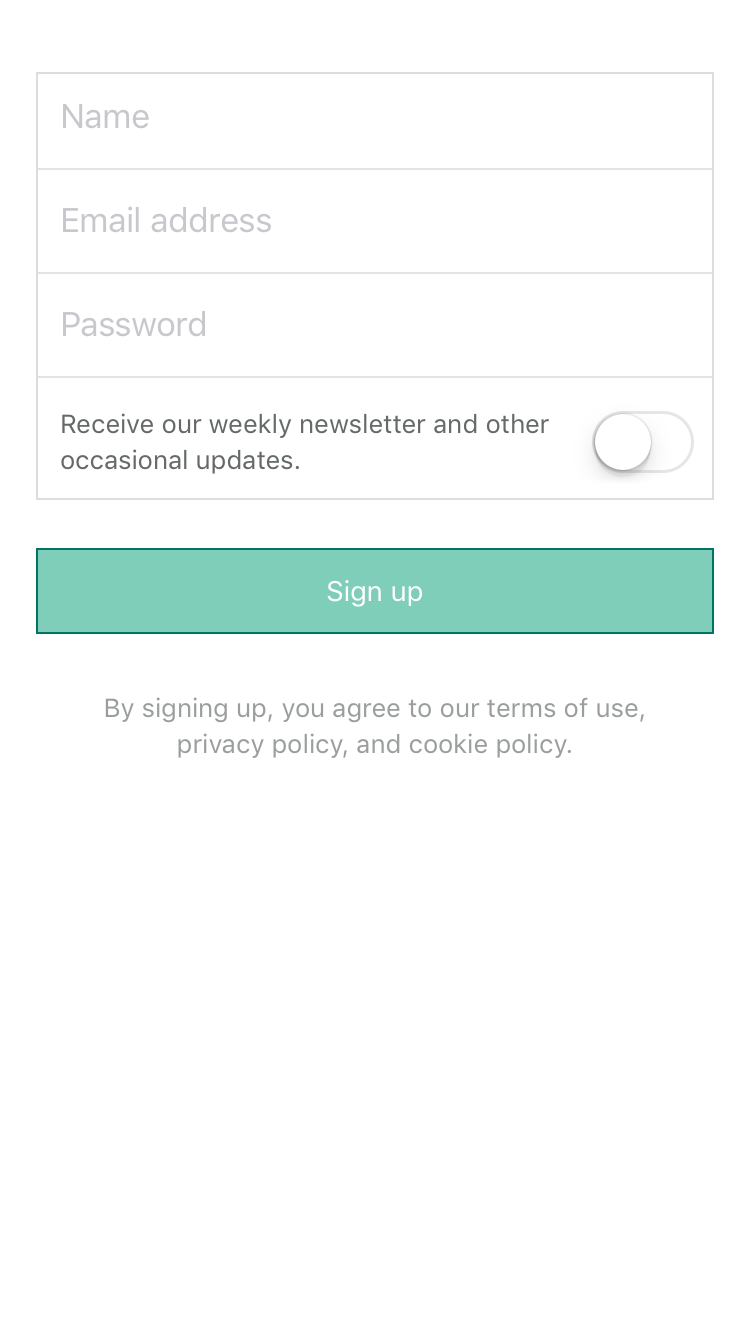 Name
Email address
Password
Receive our weekly newsletter and other
occasional updates.
Sign up
By signing up, you agree to our terms of use,
privacy policy, and cookie policy.